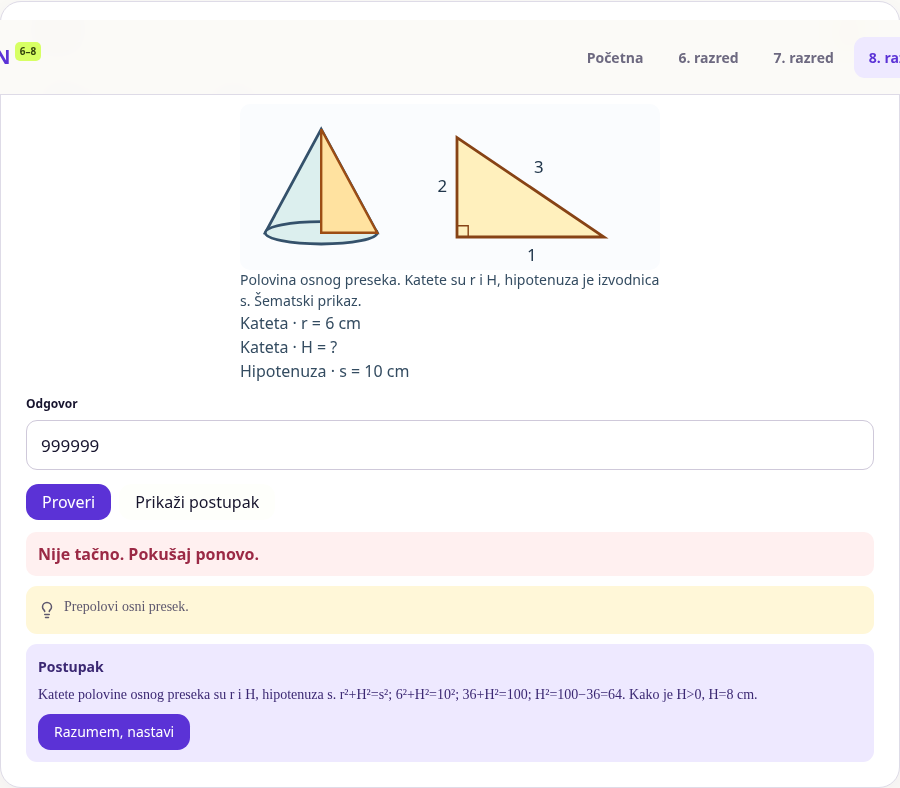 N 6–8
Početna 6. razred 7. razred 8. ra
2
3
1
Polovina osnog preseka. Katete su r i H, hipotenuza je izvodnica
s. Šematski prikaz.
Kateta · r = 6 cm
Kateta · H = ?
Hipotenuza · s = 10 cm
Odgovor
999999
Proveri Prikaži postupak
Nije tačno. Pokušaj ponovo.
Prepolovi osni presek.
Postupak
Katete polovine osnog preseka su r i H, hipotenuza s. r²+H²=s²; 6²+H²=10²; 36+H²=100; H²=100−36=64. Kako je H>0, H=8 cm.
Razumem, nastavi